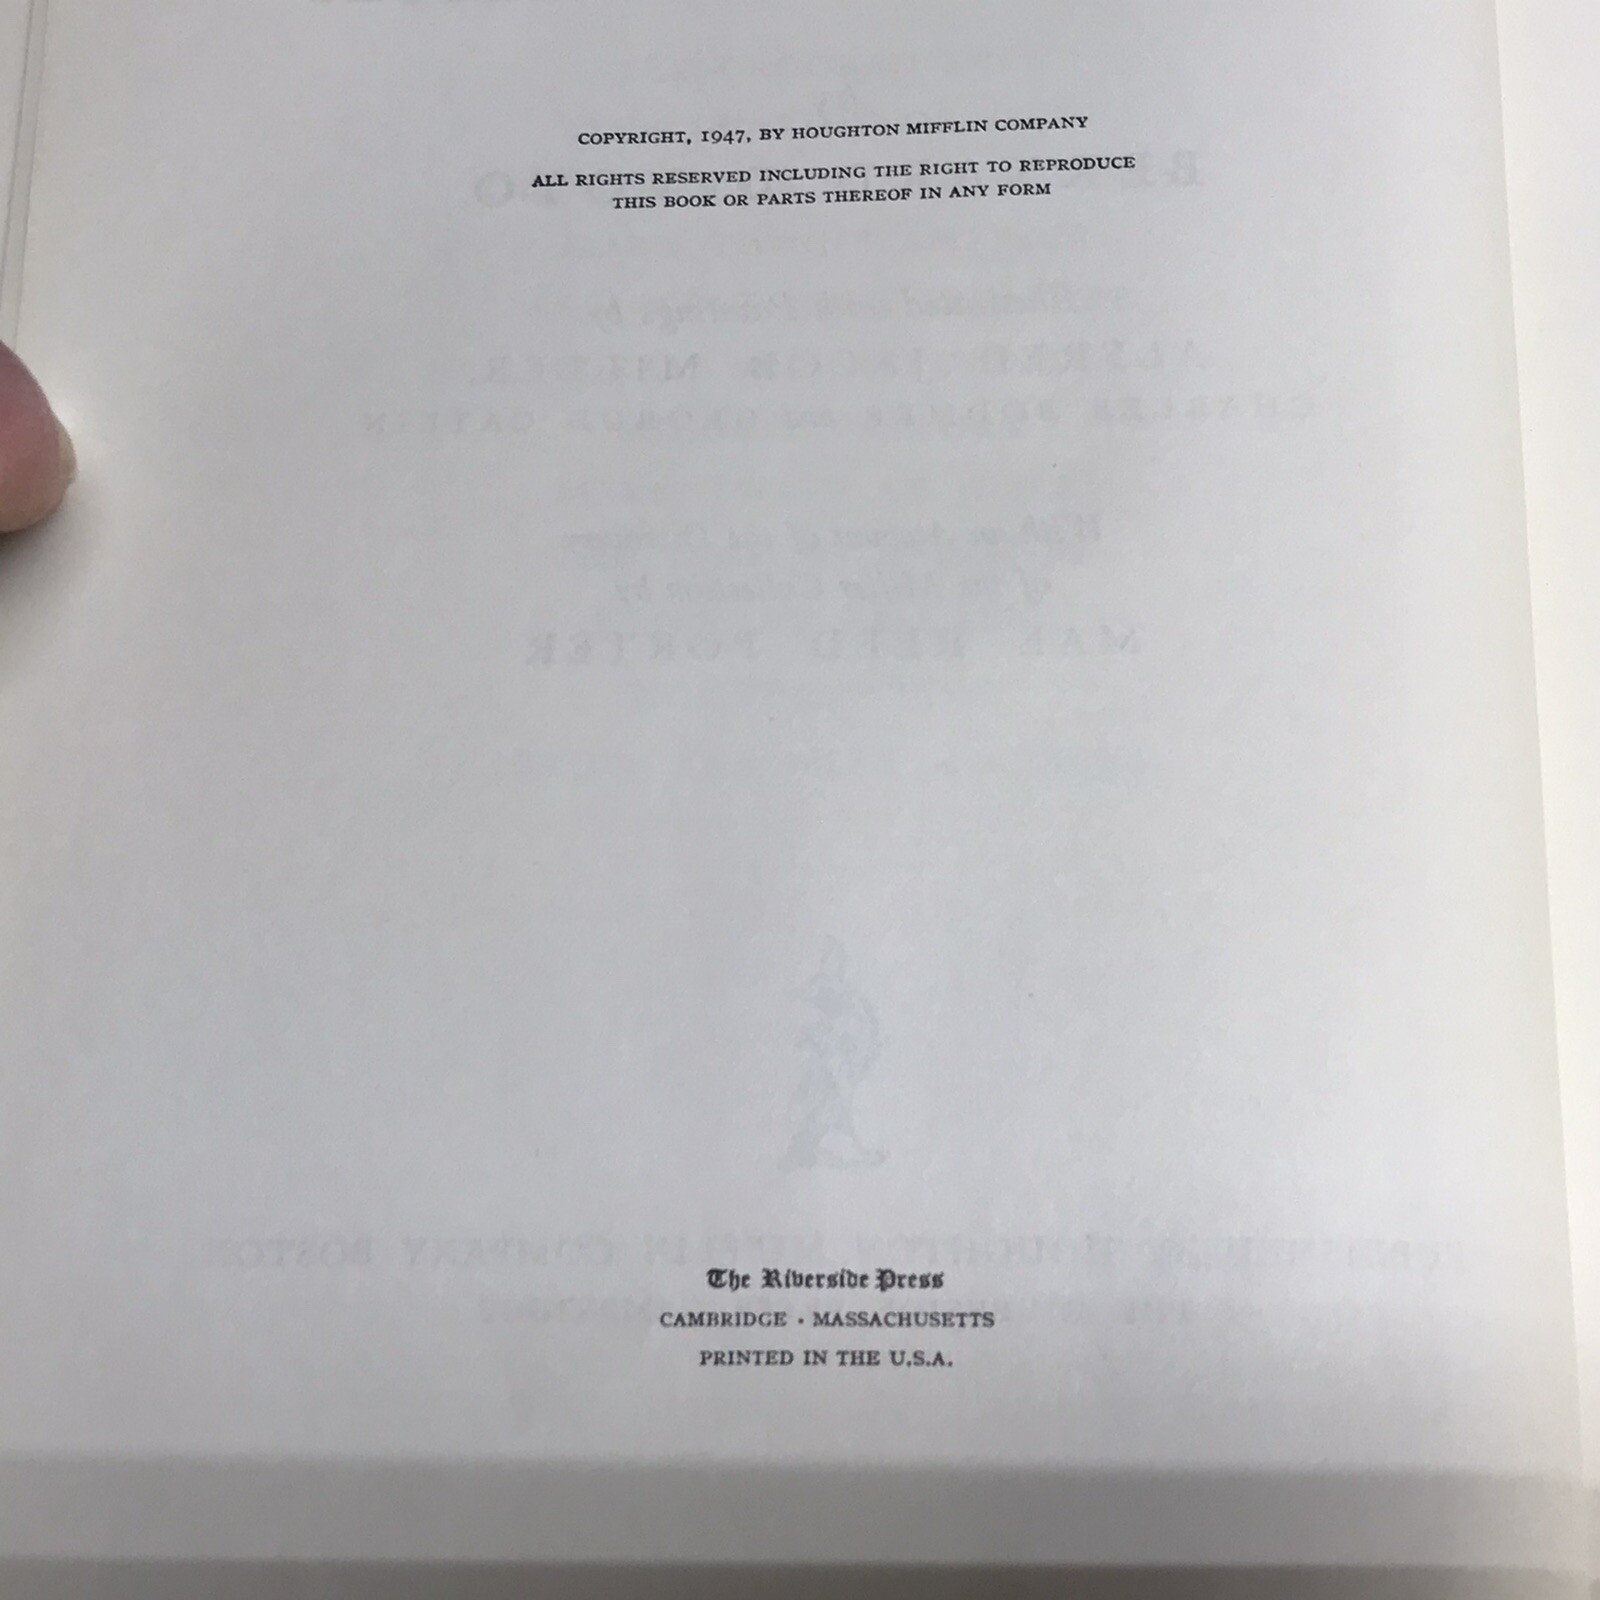 COPYRIGHT, 1947, BY HOUGHTON MIFFLIN COMPANY
ALL RIGHTS RESERVED INCLUDING THE RIGHT TO REPRODUCE
THIS BOOK OR PARTS THEREOF IN ANY FORM
The Riverside Press
CAMBRIDGE · MASSACHUSETTS
PRINTED IN THE U.S.A.